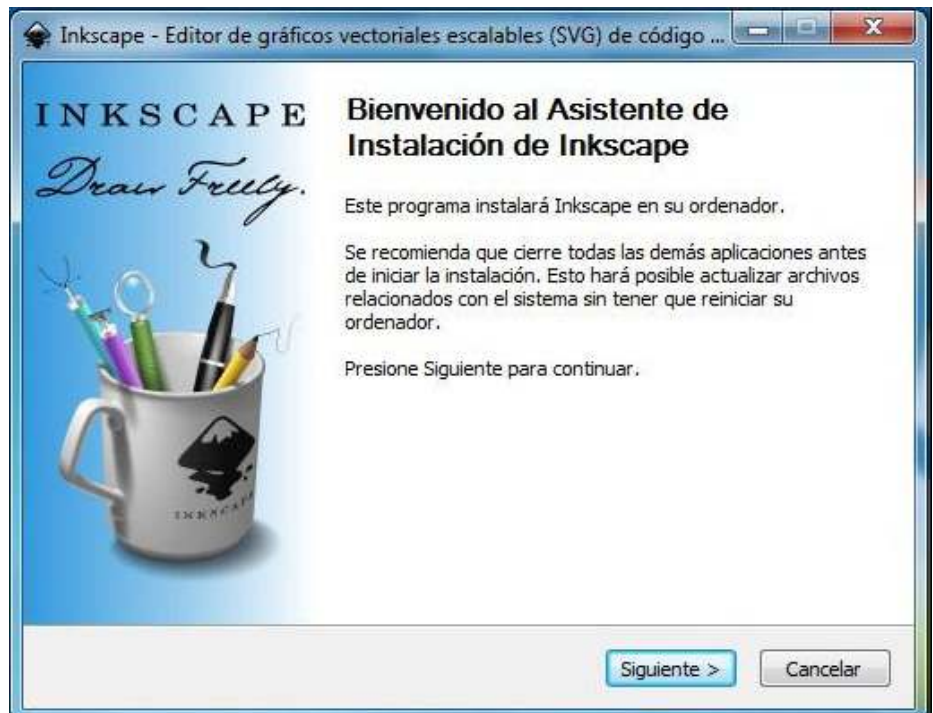 Inkscape - Editor de gráficos vectoriales escalables (SVG) de código ...
X
INKSCAPE
Draw Freely.
Bienvenido al Asistente de
Instalación de Inkscape
Este programa instalará Inkscape en su ordenador.
Se recomienda que cierre todas las demás aplicaciones antes
de iniciar la instalación. Esto hará posible actualizar archivos
relacionados con el sistema sin tener que reiniciar su
ordenador.
Presione Siguiente para continuar.
INKSCAPE
Siguiente >
Cancelar